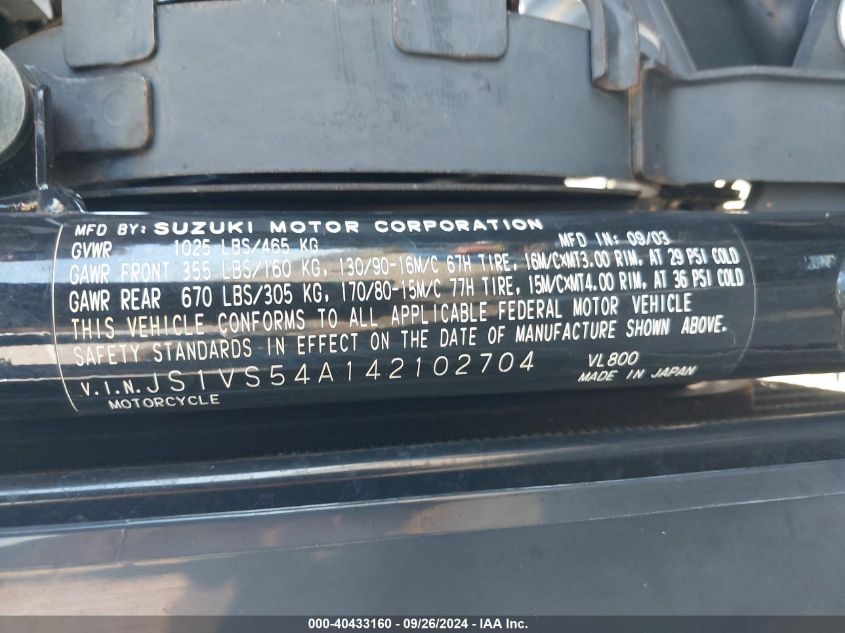 MFD BY: SUZUKI MOTOR CORPORATION
GVWR 1025 LBS/465 KG MFD IN: 09/03
GAWR FRONT 355 LBS/160 KG, 130/90-16M/C 67H TIRE, 16M/C×MT3.00 RIM, AT 29 PSI COLD
GAWR REAR 670 LBS/305 KG, 170/80-15M/C 77H TIRE, 15M/C×MT4.00 RIM, AT 36 PSI COLD
THIS VEHICLE CONFORMS TO ALL APPLICABLE FEDERAL MOTOR VEHICLE
SAFETY STANDARDS IN EFFECT ON THE DATE OF MANUFACTURE SHOWN ABOVE.
V.I.N. JS1VS54A142102704 VL800
MOTORCYCLE MADE IN JAPAN
000-40433160 - 09/26/2024 - IAA Inc.